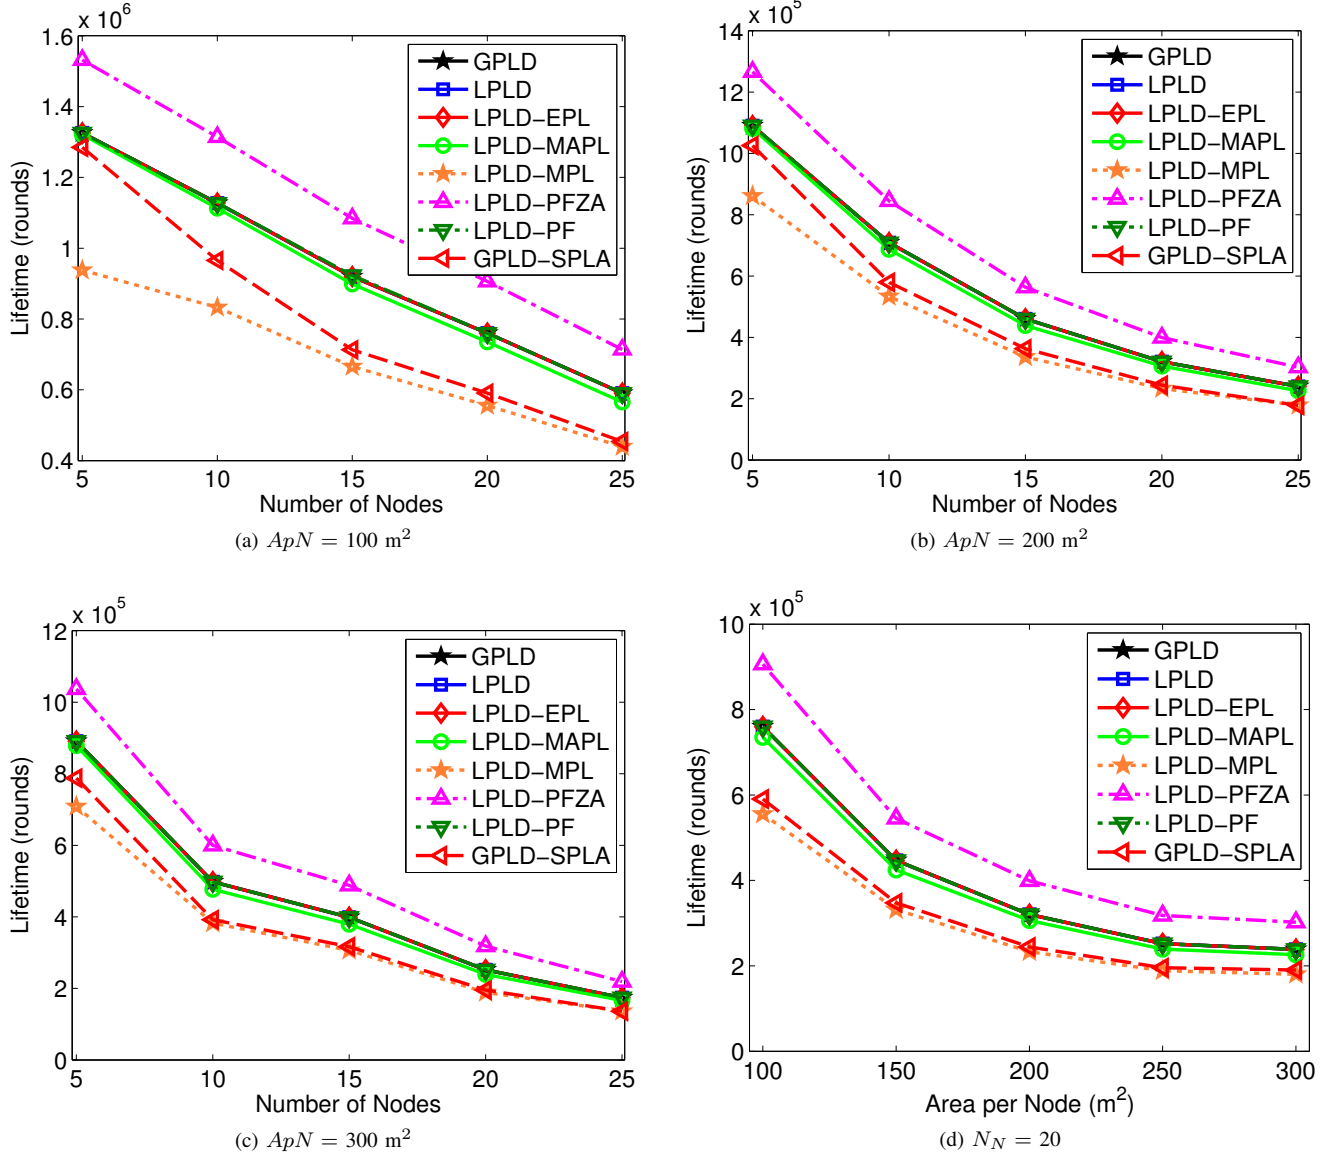 x 10^6
1.6
1.4
1.2
1
0.8
0.6
0.4
Lifetime (rounds)
GPLD
LPLD
LPLD-EPL
LPLD-MAPL
LPLD-MPL
LPLD-PFZA
LPLD-PF
GPLD-SPLA
5 10 15 20 25
Number of Nodes
(a) ApN = 100 m²
x 10^5
14
12
10
8
6
4
2
0
Lifetime (rounds)
GPLD
LPLD
LPLD-EPL
LPLD-MAPL
LPLD-MPL
LPLD-PFZA
LPLD-PF
GPLD-SPLA
5 10 15 20 25
Number of Nodes
(b) ApN = 200 m²
x 10^5
12
10
8
6
4
2
0
Lifetime (rounds)
GPLD
LPLD
LPLD-EPL
LPLD-MAPL
LPLD-MPL
LPLD-PFZA
LPLD-PF
GPLD-SPLA
5 10 15 20 25
Number of Nodes
(c) ApN = 300 m²
x 10^5
10
8
6
4
2
0
Lifetime (rounds)
GPLD
LPLD
LPLD-EPL
LPLD-MAPL
LPLD-MPL
LPLD-PFZA
LPLD-PF
GPLD-SPLA
100 150 200 250 300
Area per Node (m²)
(d) N_N = 20